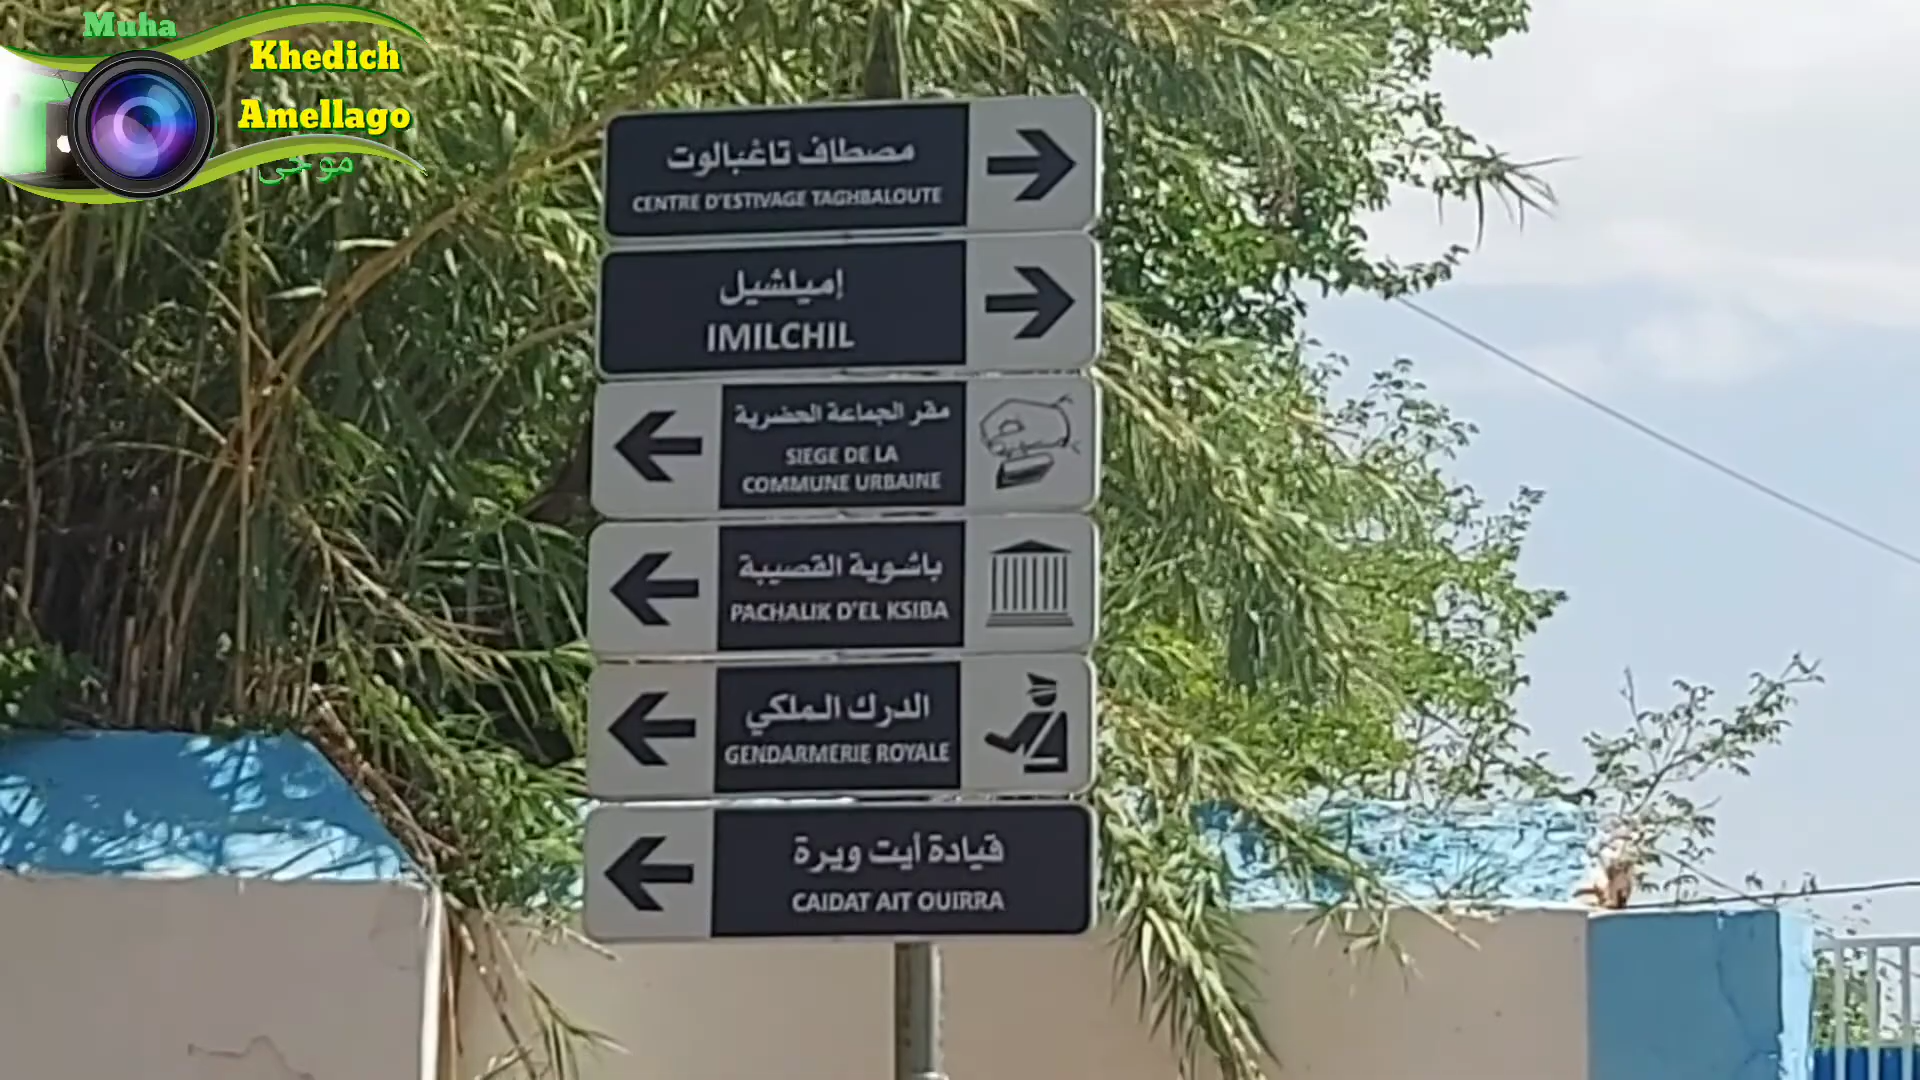 Muha
Khedich
Amellago
موحى
مصطاف تاغبالوت
CENTRE D'ESTIVAGE TAGHBALOUTE
إميلشيل
IMILCHIL
مقر الجماعة الحضرية
SIEGE DE LA
COMMUNE URBAINE
باشوية القصيبة
PACHALIK D'EL KSIBA
الدرك الملكي
GENDARMERIE ROYALE
قيادة أيت ويرة
CAIDAT AIT OUIRRA